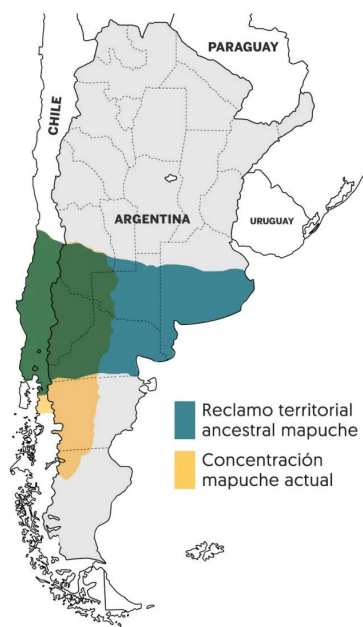 PARAGUAY
CHILE
ARGENTINA
URUGUAY
Reclamo territorial
ancestral mapuche
Concentración
mapuche actual